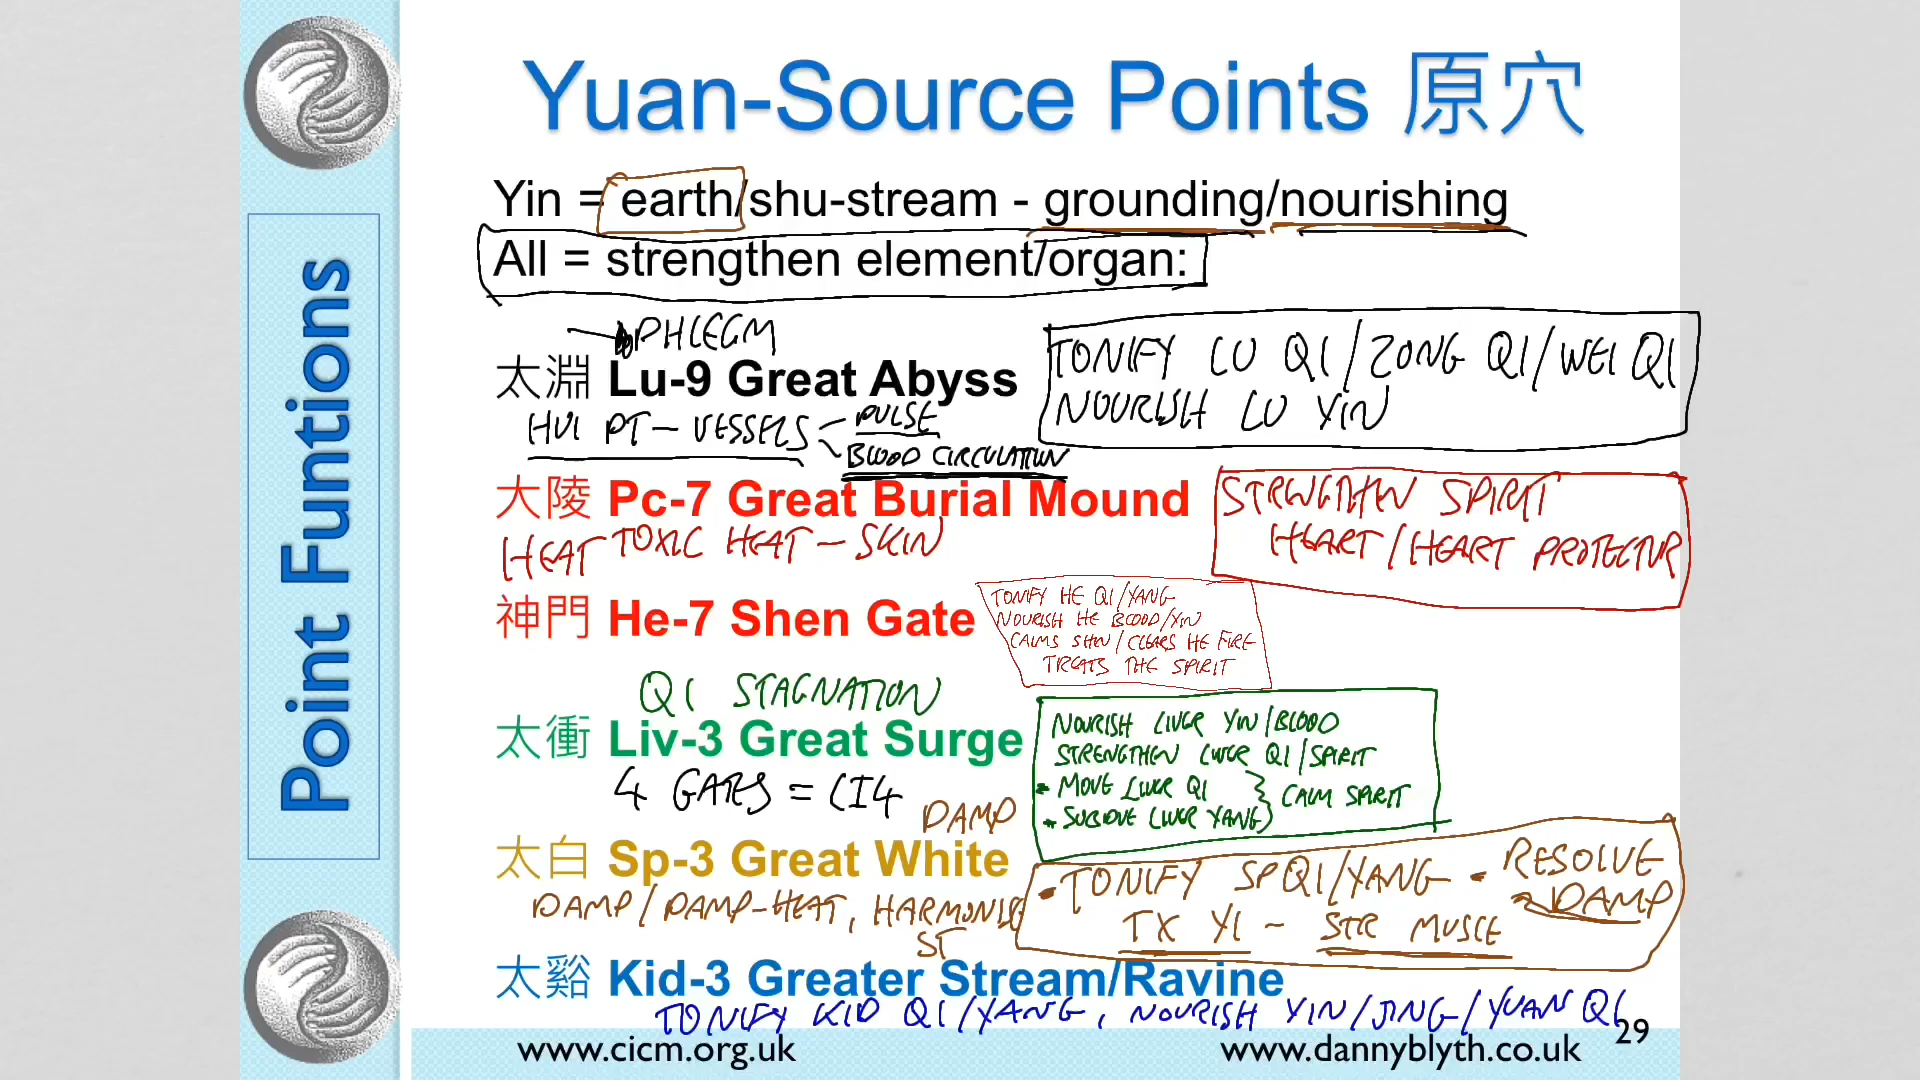 Point Funtions
Yuan-Source Points 原穴
Yin = earth/shu-stream - grounding/nourishing
All = strengthen element/organ:
PHLEGM
太淵 Lu-9 Great Abyss
HUI PT - VESSELS
PULSE
BLOOD CIRCULATION
TONIFY LU QI/ZONG QI/WEI QI
NOURISH LU YIN
大陵 Pc-7 Great Burial Mound
HEAT TOXIC HEAT - SKIN
STRENGTHEN SPIRIT
HEART/HEART PROTECTOR
神門 He-7 Shen Gate
TONIFY HE QI/YANG
NOURISH HE BLOOD/YIN
CALMS SHEN/CLEARS HE FIRE
TREATS THE SPIRIT
QI STAGNATION
太衝 Liv-3 Great Surge
4 GATES = LI4
NOURISH LIVER YIN/BLOOD
STRENGTHEN LIVER QI/SPIRIT
- MOVE LIVER QI
- SUBDUE LIVER YANG
CALM SPIRIT
DAMP
太白 Sp-3 Great White
DAMP/DAMP-HEAT, HARMONISE
ST
- TONIFY SP QI/YANG - RESOLVE
DAMP
TX YI - STR MUSCE
太谿 Kid-3 Greater Stream/Ravine
TONIFY KID QI/YANG, NOURISH YIN/JING/YUAN QI
www.cicm.org.uk
www.dannyblyth.co.uk
29